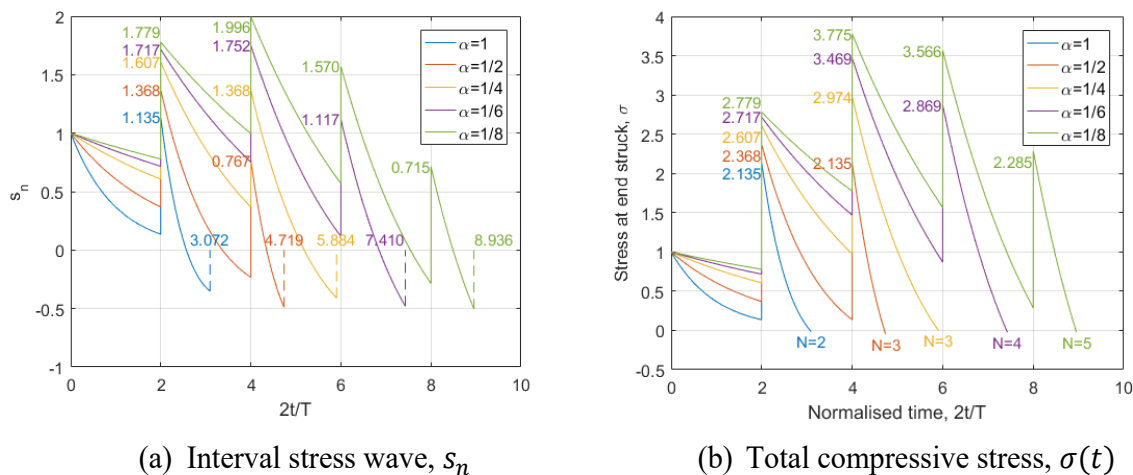 2
1.5
1
0.5
0
-0.5
-1
s_n
1.779
1.717
1.607
1.368
1.135
1.996
1.752
1.368
0.767
1.570
1.117
0.715
3.072
4.719
5.884
7.410
8.936
α=1
α=1/2
α=1/4
α=1/6
α=1/8
0 2 4 6 8 10
2t/T
(a) Interval stress wave, s_n
4
3.5
3
2.5
2
1.5
1
0.5
0
-0.5
Stress at end struck, σ
2.779
2.717
2.607
2.368
2.135
3.775
3.469
2.974
2.135
3.566
2.869
2.285
N=2
N=3
N=3
N=4
N=5
α=1
α=1/2
α=1/4
α=1/6
α=1/8
0 2 4 6 8 10
Normalised time, 2t/T
(b) Total compressive stress, σ(t)